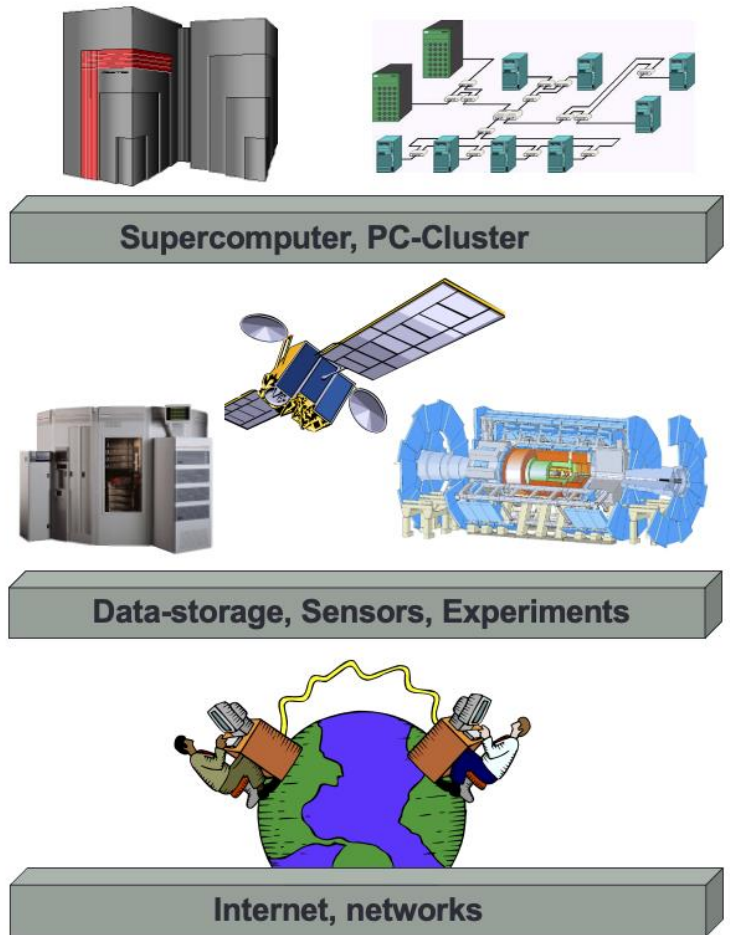 Supercomputer, PC-Cluster
Data-storage, Sensors, Experiments
Internet, networks